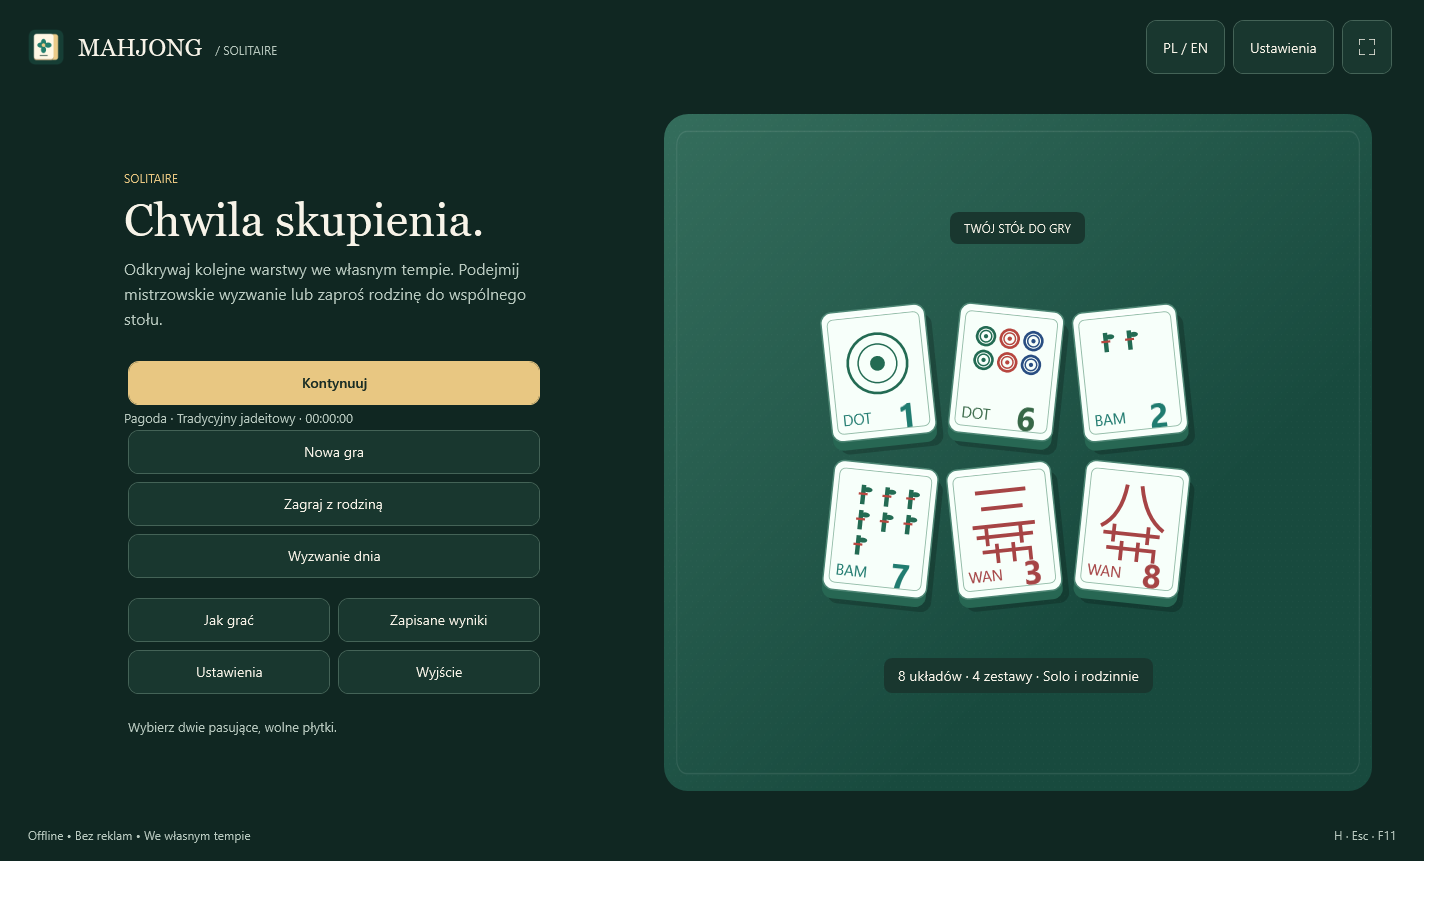 MAHJONG / SOLITAIRE
PL / EN
Ustawienia
SOLITAIRE
Chwila skupienia.
Odkrywaj kolejne warstwy we własnym tempie. Podejmij
mistrzowskie wyzwanie lub zaproś rodzinę do wspólnego
stołu.
Kontynuuj
Pagoda · Tradycyjny jadeitowy · 00:00:00
Nowa gra
Zagraj z rodziną
Wyzwanie dnia
Jak grać
Zapisane wyniki
Ustawienia
Wyjście
Wybierz dwie pasujące, wolne płytki.
TWÓJ STÓŁ DO GRY
DOT 1
DOT 6
BAM 2
BAM 7
WAN 3
WAN 8
8 układów · 4 zestawy · Solo i rodzinnie
Offline • Bez reklam • We własnym tempie
H · Esc · F11